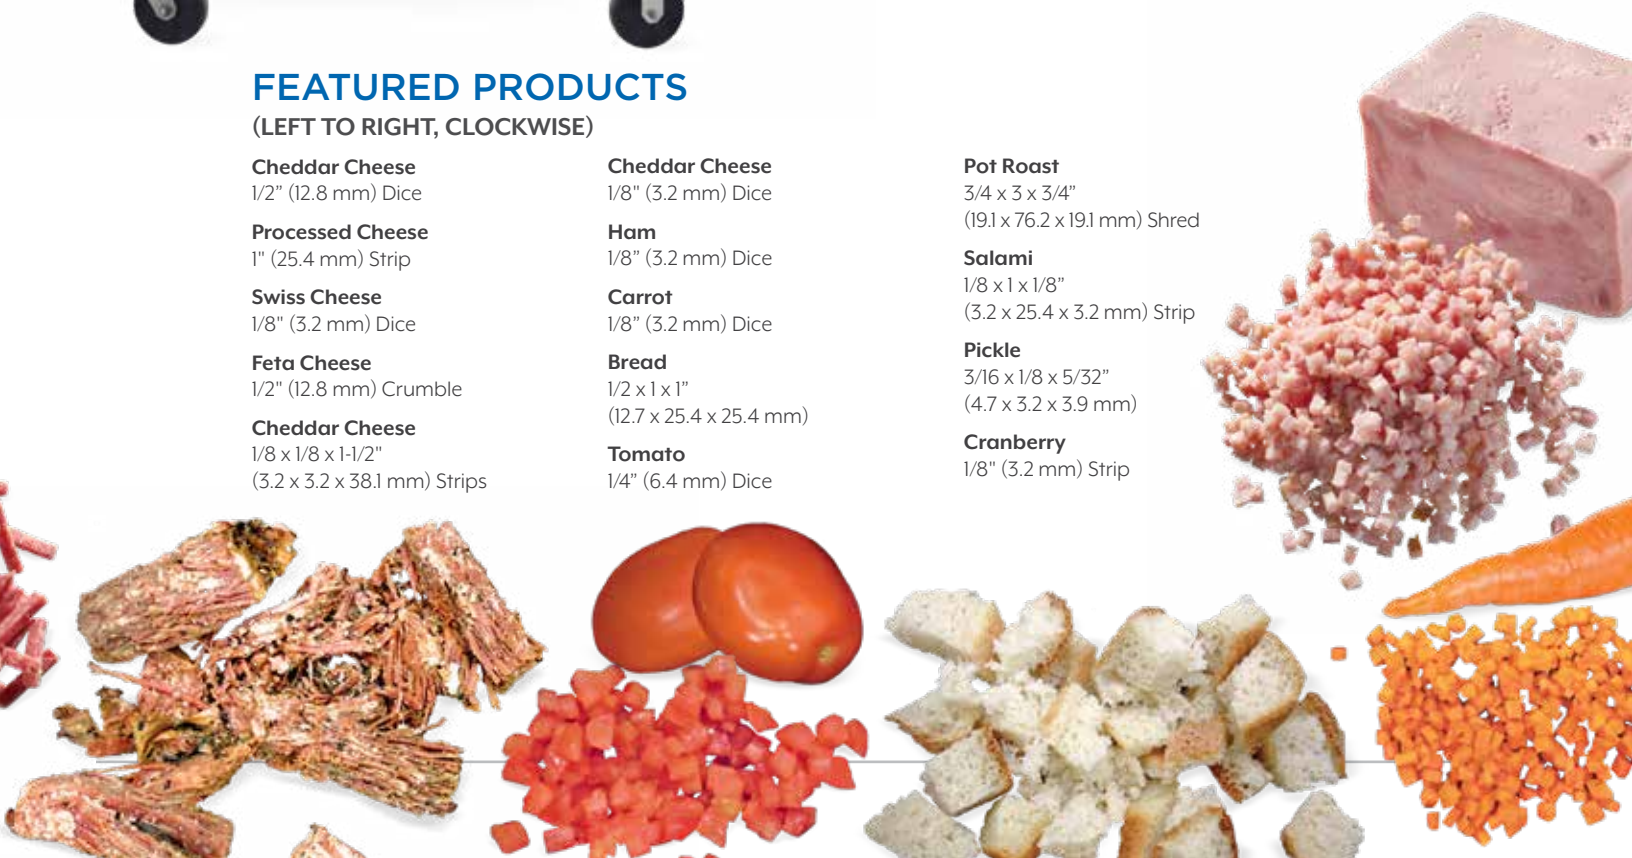 FEATURED PRODUCTS
(LEFT TO RIGHT, CLOCKWISE)
Cheddar Cheese
1/2” (12.8 mm) Dice
Processed Cheese
1" (25.4 mm) Strip
Swiss Cheese
1/8" (3.2 mm) Dice
Feta Cheese
1/2" (12.8 mm) Crumble
Cheddar Cheese
1/8 x 1/8 x 1-1/2"
(3.2 x 3.2 x 38.1 mm) Strips
Cheddar Cheese
1/8" (3.2 mm) Dice
Ham
1/8” (3.2 mm) Dice
Carrot
1/8” (3.2 mm) Dice
Bread
1/2 x 1 x 1”
(12.7 x 25.4 x 25.4 mm)
Tomato
1/4” (6.4 mm) Dice
Pot Roast
3/4 x 3 x 3/4”
(19.1 x 76.2 x 19.1 mm) Shred
Salami
1/8 x 1 x 1/8”
(3.2 x 25.4 x 3.2 mm) Strip
Pickle
3/16 x 1/8 x 5/32”
(4.7 x 3.2 x 3.9 mm)
Cranberry
1/8" (3.2 mm) Strip